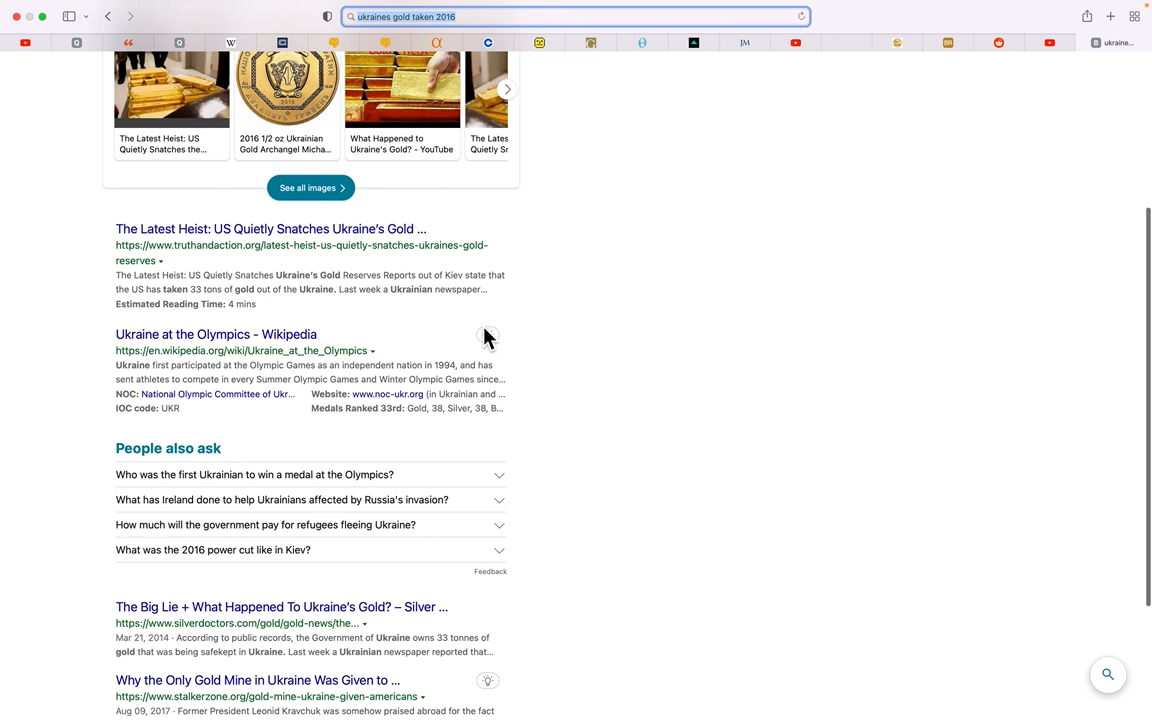 ukraines gold taken 2016
W
α
JM
BR
B ukraine...
The Latest Heist: US
Quietly Snatches the...
2016 1/2 oz Ukrainian
Gold Archangel Micha...
What Happened to
Ukraine's Gold? - YouTube
The Lates
Quietly Sn
See all images
The Latest Heist: US Quietly Snatches Ukraine's Gold ...
https://www.truthandaction.org/latest-heist-us-quietly-snatches-ukraines-gold-
reserves
The Latest Heist: US Quietly Snatches Ukraine's Gold Reserves Reports out of Kiev state that
the US has taken 33 tons of gold out of the Ukraine. Last week a Ukrainian newspaper...
Estimated Reading Time: 4 mins
Ukraine at the Olympics - Wikipedia
https://en.wikipedia.org/wiki/Ukraine_at_the_Olympics
Ukraine first participated at the Olympic Games as an independent nation in 1994, and has
sent athletes to compete in every Summer Olympic Games and Winter Olympic Games since...
NOC: National Olympic Committee of Ukr... Website: www.noc-ukr.org (in Ukrainian and ...
IOC code: UKR Medals Ranked 33rd: Gold, 38, Silver, 38, B...
People also ask
Who was the first Ukrainian to win a medal at the Olympics?
What has Ireland done to help Ukrainians affected by Russia's invasion?
How much will the government pay for refugees fleeing Ukraine?
What was the 2016 power cut like in Kiev?
Feedback
The Big Lie + What Happened To Ukraine's Gold? – Silver ...
https://www.silverdoctors.com/gold/gold-news/the...
Mar 21, 2014 · According to public records, the Government of Ukraine owns 33 tonnes of
gold that was being safekept in Ukraine. Last week a Ukrainian newspaper reported that...
Why the Only Gold Mine in Ukraine Was Given to ...
https://www.stalkerzone.org/gold-mine-ukraine-given-americans
Aug 09, 2017 · Former President Leonid Kravchuk was somehow praised abroad for the fact